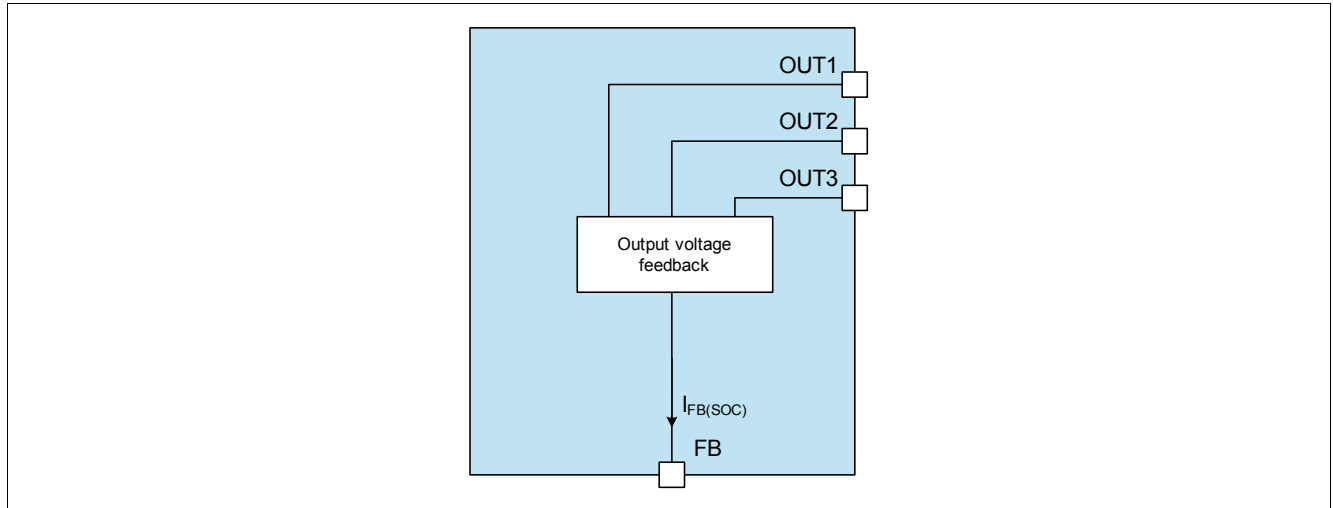 OUT1
OUT2
OUT3
Output voltage
feedback
IFB(SOC)
FB